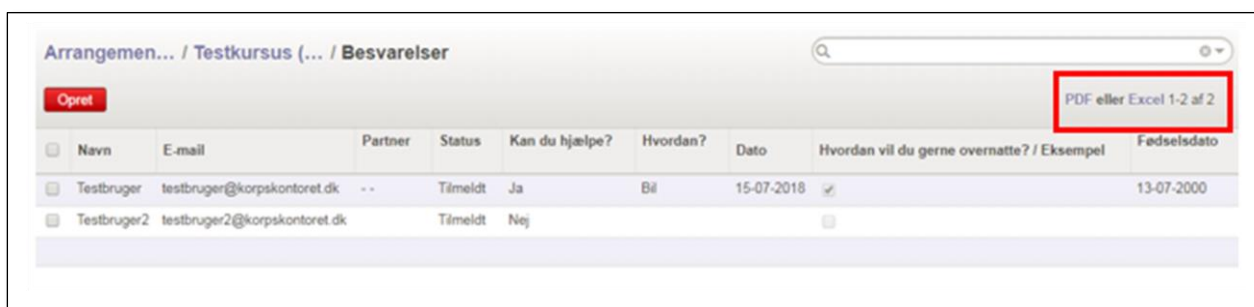 Arrangemen... / Testkursus (... / Besvarelser
Opret
PDF eller Excel 1-2 af 2
Navn E-mail Partner Status Kan du hjælpe? Hvordan? Dato Hvordan vil du gerne overnatte? / Eksempel Fødselsdato
Testbruger testbruger@korpskontoret.dk - - Tilmeldt Ja Bil 15-07-2018 13-07-2000
Testbruger2 testbruger2@korpskontoret.dk Tilmeldt Nej